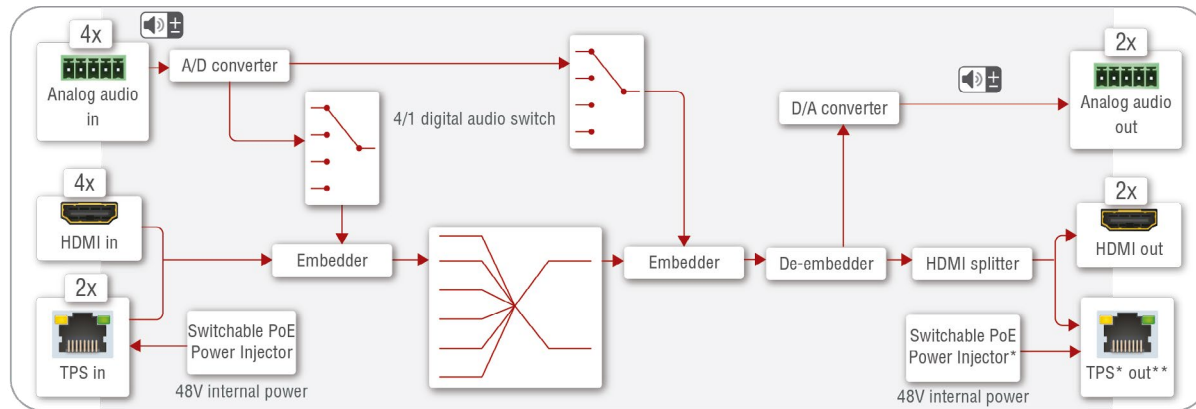 4x
Analog audio
in
A/D converter
4/1 digital audio switch
D/A converter
2x
Analog audio
out
4x
HDMI in
Embedder
Embedder
De-embedder
HDMI splitter
2x
HDMI out
2x
TPS in
Switchable PoE
Power Injector
48V internal power
Switchable PoE
Power Injector*
48V internal power
TPS* out**